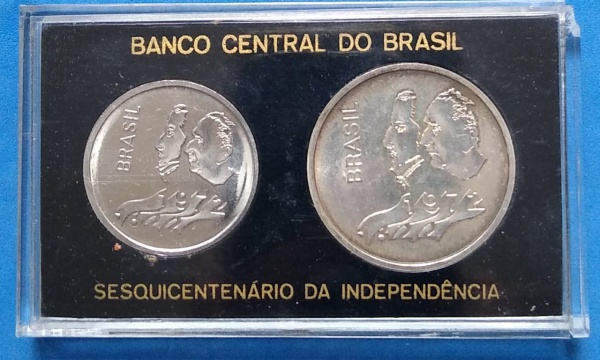 BANCO CENTRAL DO BRASIL
BRASIL
1972
BRASIL
1972
SESQUICENTENÁRIO DA INDEPENDÊNCIA